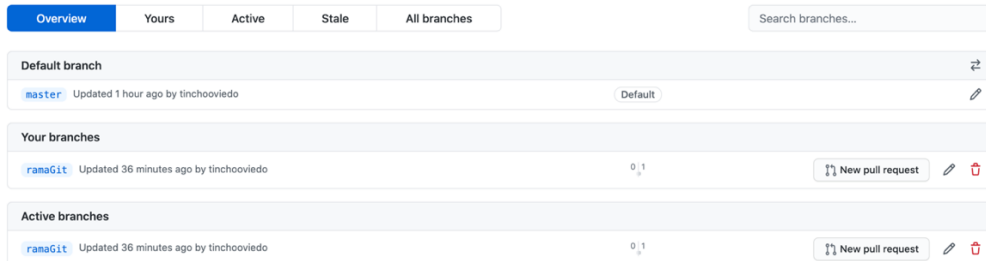 Overview Yours Active Stale All branches Search branches...
Default branch
master Updated 1 hour ago by tinchooviedo Default
Your branches
ramaGit Updated 36 minutes ago by tinchooviedo 0 1 New pull request
Active branches
ramaGit Updated 36 minutes ago by tinchooviedo 0 1 New pull request